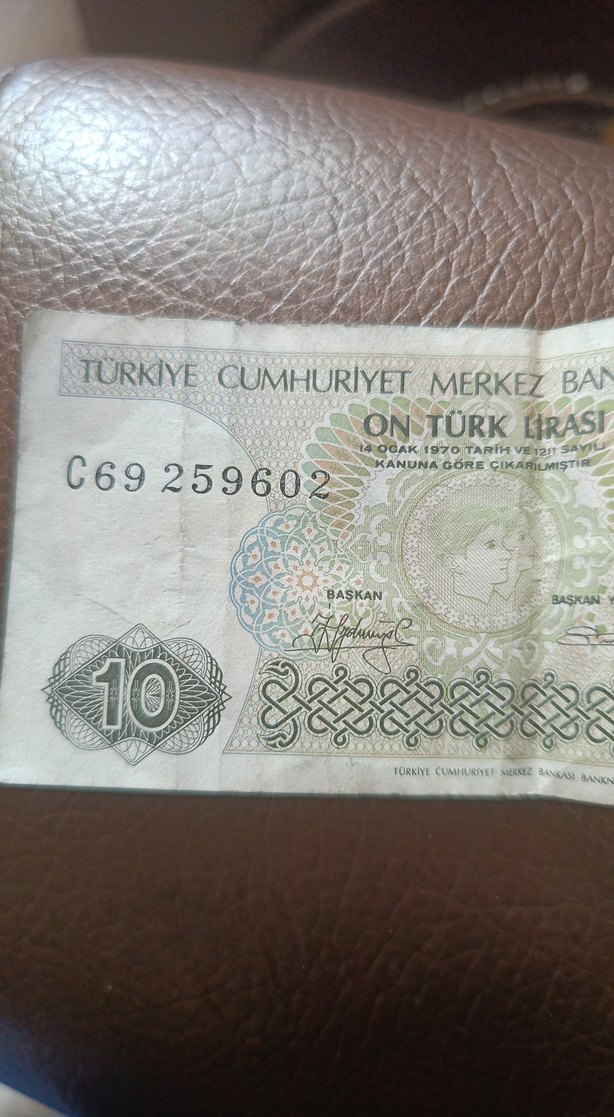 TÜRKİYE CUMHURİYET MERKEZ BAN
ON TÜRK LİRASI
14 OCAK 1970 TARİH VE 1211 SAYILI
KANUNA GÖRE ÇIKARILMIŞTIR
C69 259602
BAŞKAN
BAŞKAN Y
10
TÜRKİYE CUMHURİYET MERKEZ BANKASI BANKN